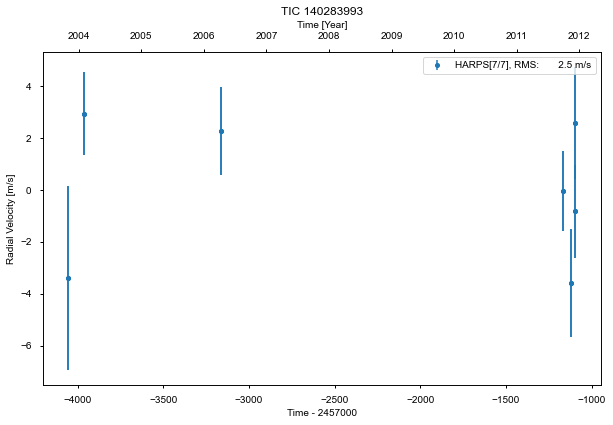 TIC 140283993
Time [Year]
2004 2005 2006 2007 2008 2009 2010 2011 2012
HARPS[7/7], RMS: 2.5 m/s
4
2
0
−2
−4
−6
Radial Velocity [m/s]
−4000 −3500 −3000 −2500 −2000 −1500 −1000
Time - 2457000